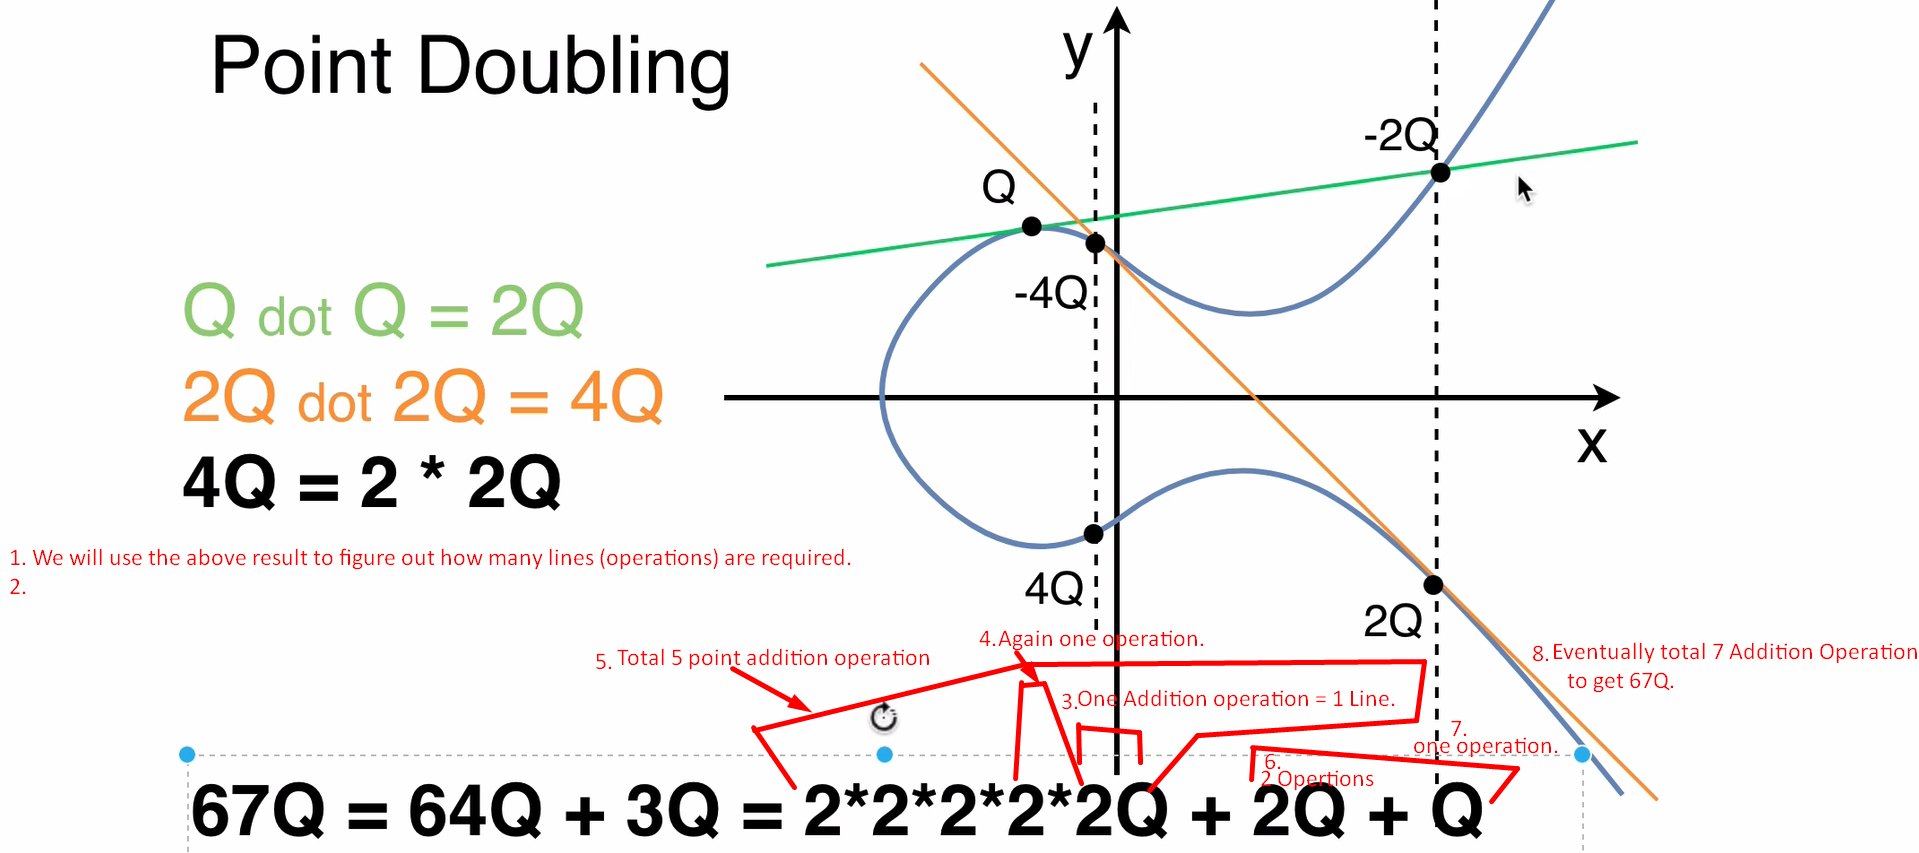 Point Doubling
y
-2Q
Q
-4Q
Q dot Q = 2Q
2Q dot 2Q = 4Q
4Q = 2 * 2Q
x
1. We will use the above result to figure out how many lines (operations) are required.
2.
4Q
2Q
4.Again one operation.
5. Total 5 point addition operation
8.Eventually total 7 Addition Operation
to get 67Q.
3.One Addition operation = 1 Line.
7.
one operation.
6.
2 Opertions
67Q = 64Q + 3Q = 2*2*2*2*2Q + 2Q + Q